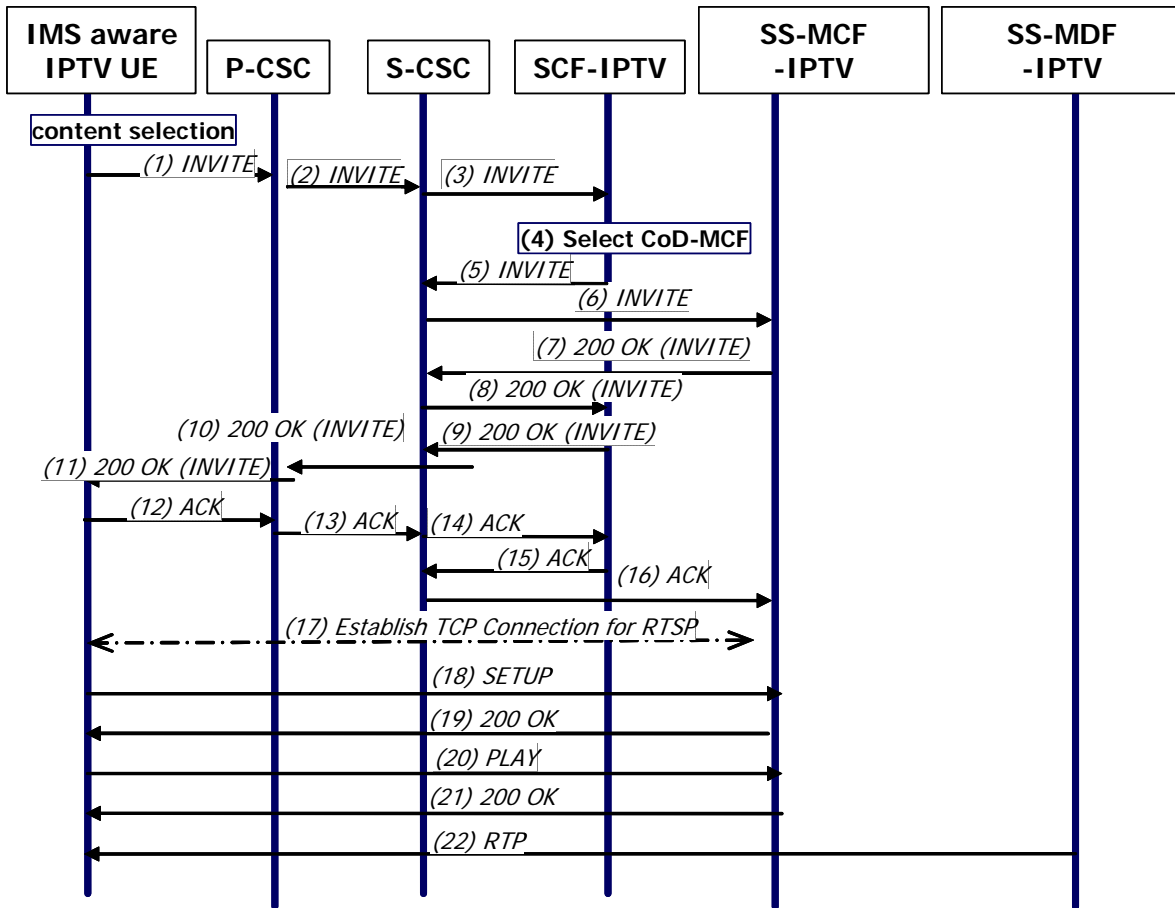 IMS aware
IPTV UE
P-CSC
S-CSC
SCF-IPTV
SS-MCF
-IPTV
SS-MDF
-IPTV
content selection
(1) INVITE
(2) INVITE
(3) INVITE
(4) Select CoD-MCF
(5) INVITE
(6) INVITE
(7) 200 OK (INVITE)
(8) 200 OK (INVITE)
(10) 200 OK (INVITE)
(9) 200 OK (INVITE)
(11) 200 OK (INVITE)
(12) ACK
(13) ACK
(14) ACK
(15) ACK
(16) ACK
(17) Establish TCP Connection for RTSP
(18) SETUP
(19) 200 OK
(20) PLAY
(21) 200 OK
(22) RTP